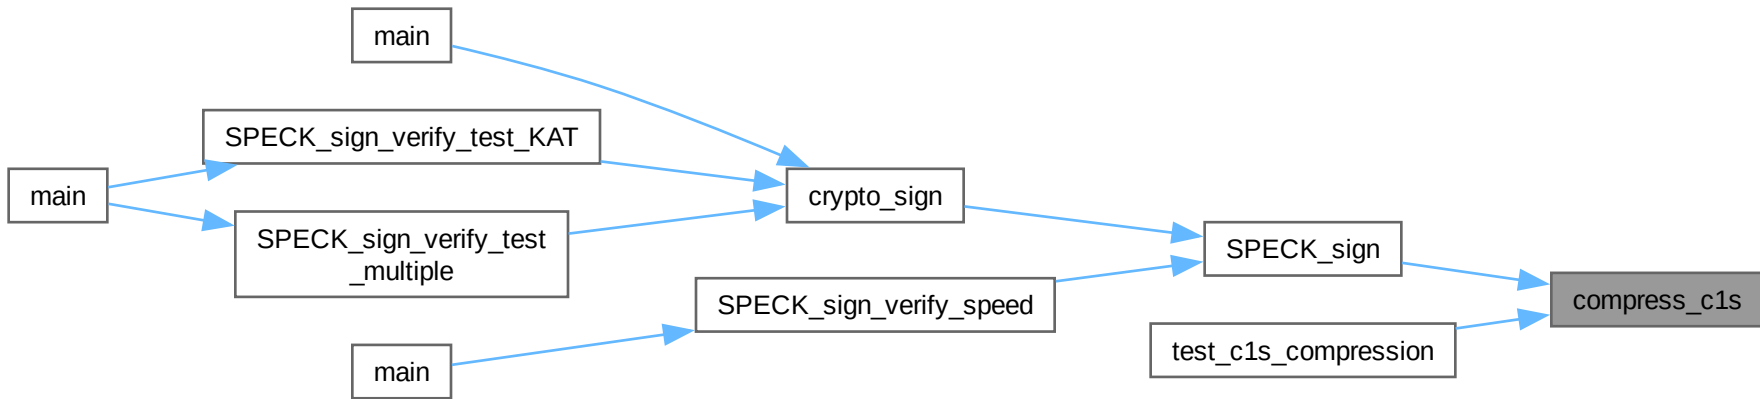 main
SPECK_sign_verify_test_KAT
main
crypto_sign
SPECK_sign_verify_test
_multiple
SPECK_sign
SPECK_sign_verify_speed
compress_c1s
test_c1s_compression
main